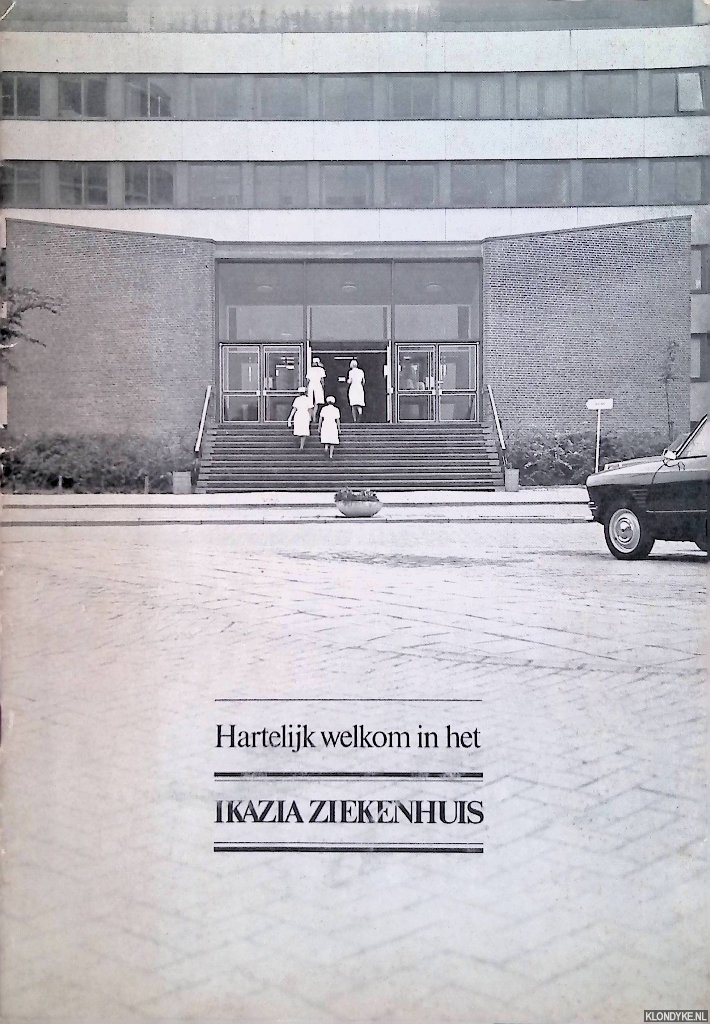 Hartelijk welkom in het
IKAZIA ZIEKENHUIS
KLONDYKE.NL